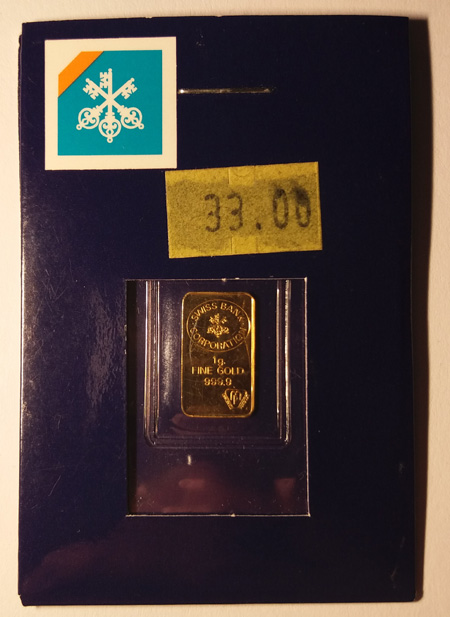 33.00
SWISS BANK
CORPORATION
1g.
FINE GOLD
999.9